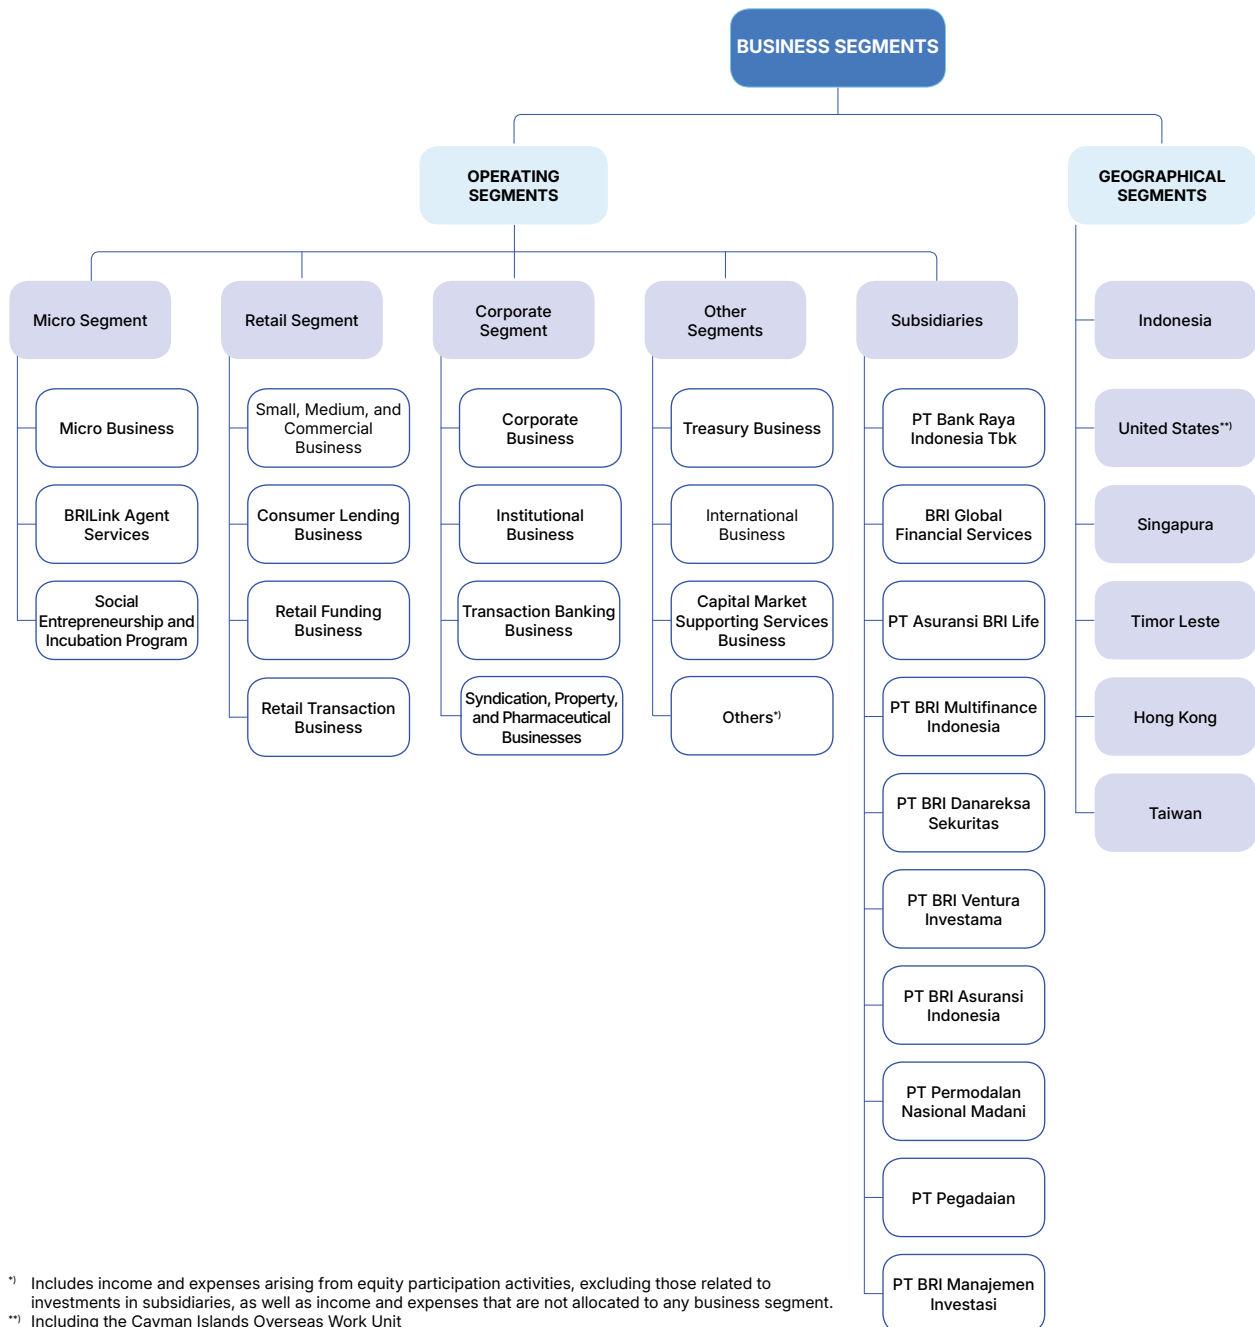 BUSINESS SEGMENTS
OPERATING
SEGMENTS
GEOGRAPHICAL
SEGMENTS
Micro Segment
Retail Segment
Corporate
Segment
Other
Segments
Subsidiaries
Micro Business
BRILink Agent
Services
Social
Entrepreneurship and
Incubation Program
Small, Medium, and
Commercial
Business
Consumer Lending
Business
Retail Funding
Business
Retail Transaction
Business
Corporate
Business
Institutional
Business
Transaction Banking
Business
Syndication, Property,
and Pharmaceutical
Businesses
Treasury Business
International
Business
Capital Market
Supporting Services
Business
Others*)
PT Bank Raya
Indonesia Tbk
BRI Global
Financial Services
PT Asuransi BRI Life
PT BRI Multifinance
Indonesia
PT BRI Danareksa
Sekuritas
PT BRI Ventura
Investama
PT BRI Asuransi
Indonesia
PT Permodalan
Nasional Madani
PT Pegadaian
PT BRI Manajemen
Investasi
Indonesia
United States**)
Singapura
Timor Leste
Hong Kong
Taiwan
*) Includes income and expenses arising from equity participation activities, excluding those related to
investments in subsidiaries, as well as income and expenses that are not allocated to any business segment.
**) Including the Cayman Islands Overseas Work Unit